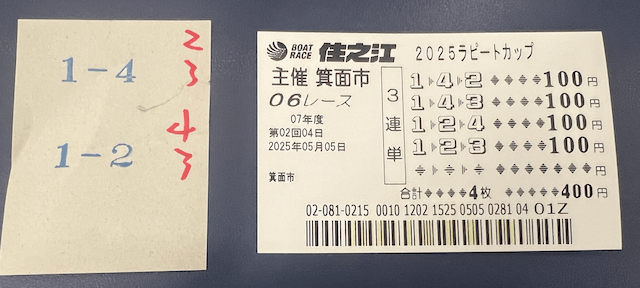 1-4 2
3
1-2 4
3
BOAT RACE 住之江 2025ラピートカップ
主催 箕面市
06レース
07年度
第02回04日
2025年05月05日
箕面市
3連単
1▷4▷2 ◆◆◆◆100円
1▷4▷3 ◆◆◆◆100円
1▷2▷4 ◆◆◆◆100円
1▷2▷3 ◆◆◆◆100円
円
合計◆◆◆◆4枚 ◆◆◆◆◆400円
02-081-0215 0010 1202 1525 0505 0281 04 01Z